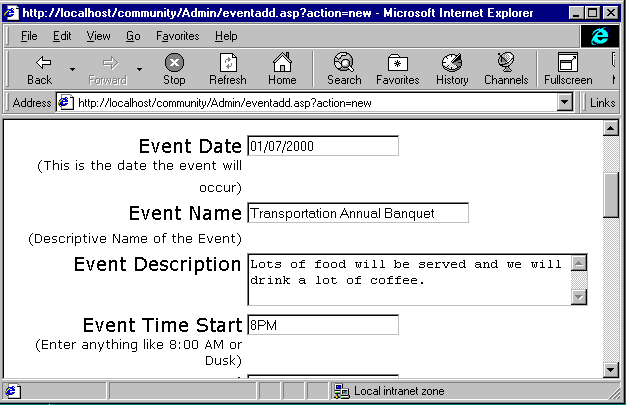 http://localhost/community/Admin/eventadd.asp?action=new - Microsoft Internet Explorer
File Edit View Go Favorites Help
Back Forward Stop Refresh Home Search Favorites History Channels Fullscreen
Address http://localhost/community/Admin/eventadd.asp?action=new Links
Event Date 01/07/2000
(This is the date the event will
occur)
Event Name Transportation Annual Banquet
(Descriptive Name of the Event)
Event Description Lots of food will be served and we will
drink a lot of coffee.
Event Time Start 8PM
(Enter anything like 8:00 AM or
Dusk)
Local intranet zone